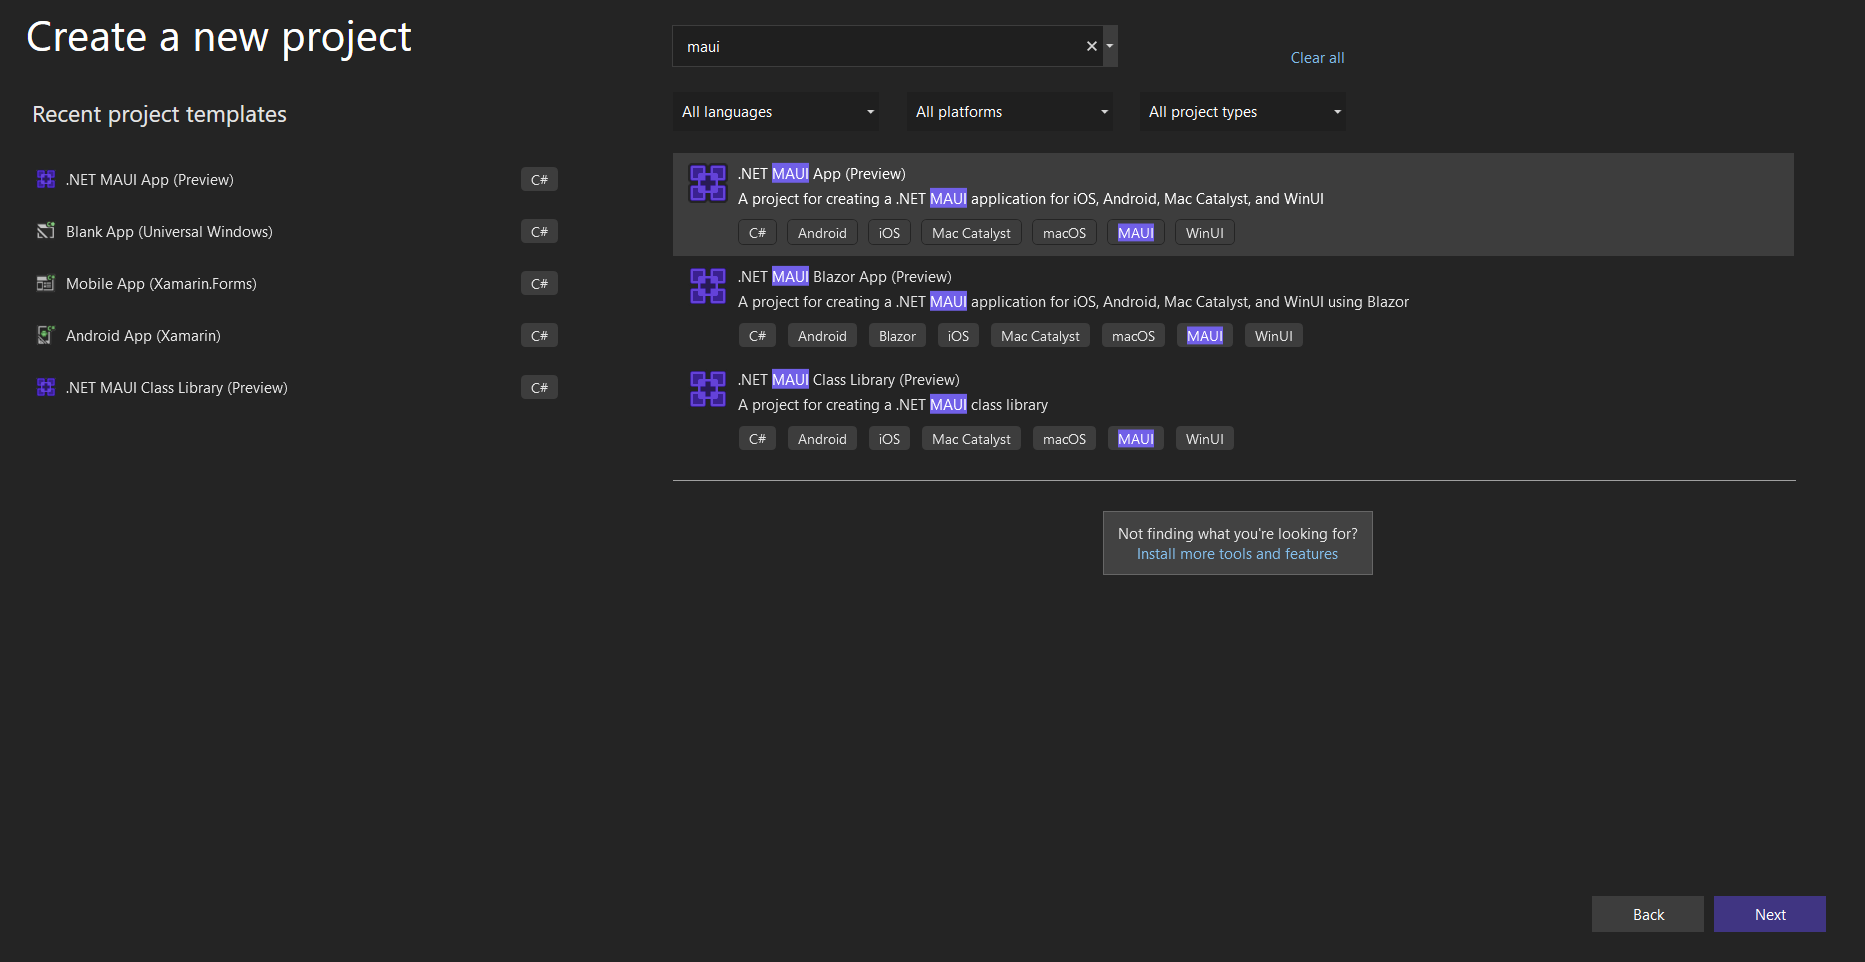 Create a new project
maui
Clear all
All languages
All platforms
All project types
Recent project templates
.NET MAUI App (Preview) C#
Blank App (Universal Windows) C#
Mobile App (Xamarin.Forms) C#
Android App (Xamarin) C#
.NET MAUI Class Library (Preview) C#
.NET MAUI App (Preview)
A project for creating a .NET MAUI application for iOS, Android, Mac Catalyst, and WinUI
C# Android iOS Mac Catalyst macOS MAUI WinUI
.NET MAUI Blazor App (Preview)
A project for creating a .NET MAUI application for iOS, Android, Mac Catalyst, and WinUI using Blazor
C# Android Blazor iOS Mac Catalyst macOS MAUI WinUI
.NET MAUI Class Library (Preview)
A project for creating a .NET MAUI class library
C# Android iOS Mac Catalyst macOS MAUI WinUI
Not finding what you're looking for?
Install more tools and features
Back
Next